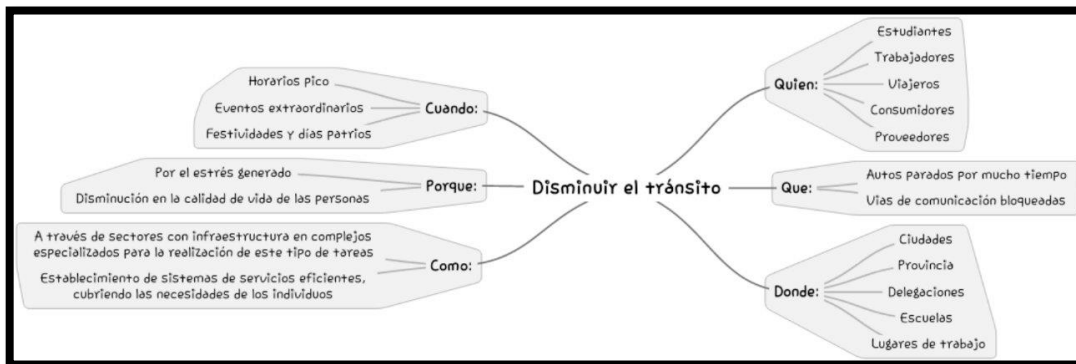 Disminuir el tránsito
Cuando:
Horarios pico
Eventos extraordinarios
Festividades y días patrios
Porque:
Por el estrés generado
Disminución en la calidad de vida de las personas
Como:
A través de sectores con infraestructura en complejos
especializados para la realización de este tipo de tareas
Establecimiento de sistemas de servicios eficientes,
cubriendo las necesidades de los individuos
Quien:
Estudiantes
Trabajadores
Viajeros
Consumidores
Proveedores
Que:
Autos parados por mucho tiempo
Vias de comunicación bloqueadas
Donde:
Ciudades
Provincia
Delegaciones
Escuelas
Lugares de trabajo